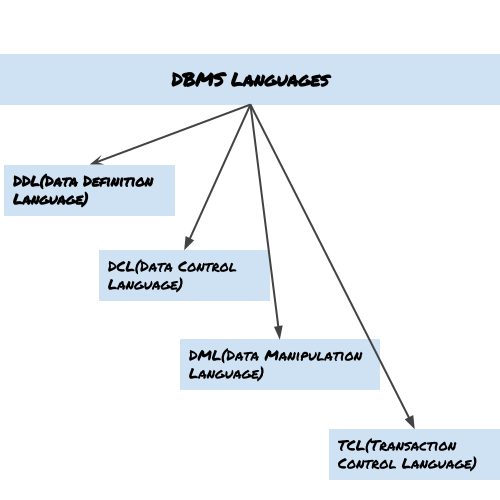 DBMS Languages
DDL(Data Definition
Language)
DCL(Data Control
Language)
DML(Data Manipulation
Language)
TCL(Transaction
Control Language)